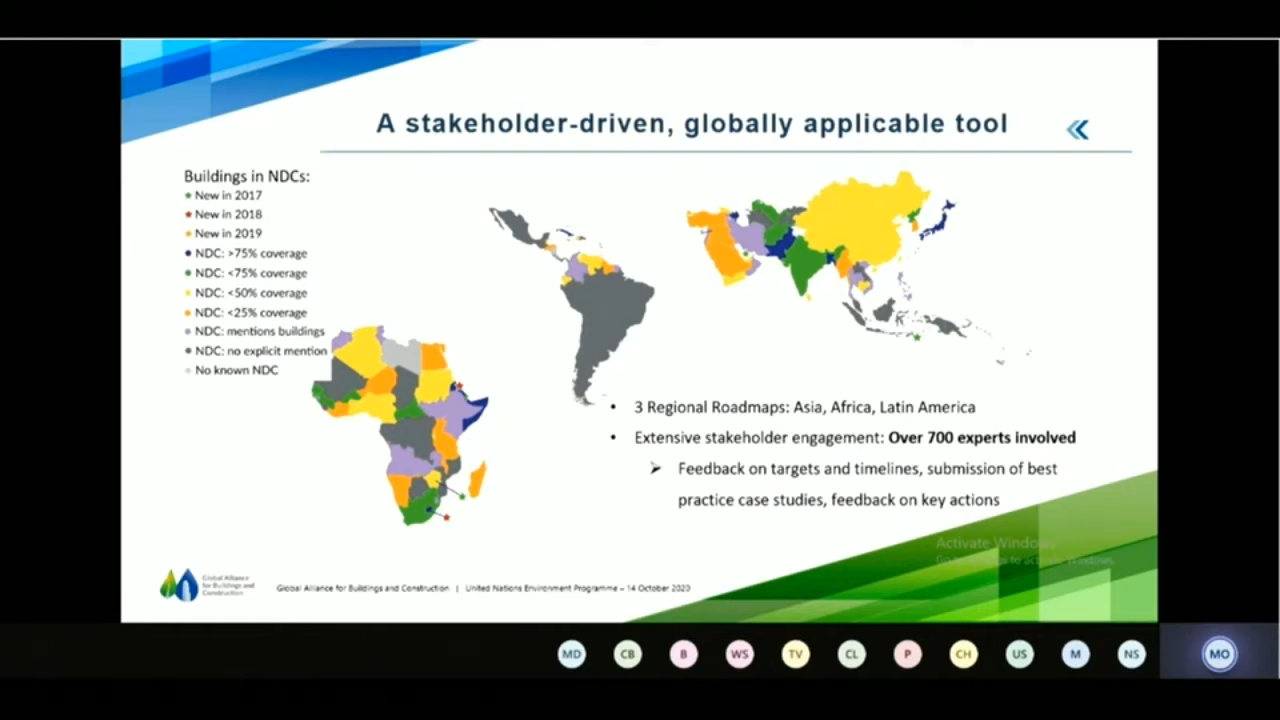 A stakeholder-driven, globally applicable tool
Buildings in NDCs:
New in 2017
New in 2018
New in 2019
NDC: >75% coverage
NDC: <75% coverage
NDC: <50% coverage
NDC: <25% coverage
NDC: mentions buildings
NDC: no explicit mention
No known NDC
• 3 Regional Roadmaps: Asia, Africa, Latin America
• Extensive stakeholder engagement: Over 700 experts involved
➢ Feedback on targets and timelines, submission of best
practice case studies, feedback on key actions
Activate Windows
Global Alliance
for Buildings and
Construction
Global Alliance for Buildings and Construction | United Nations Environment Programme – 14 October 2020
MD CB B WS TV CL P CH US M NS MO